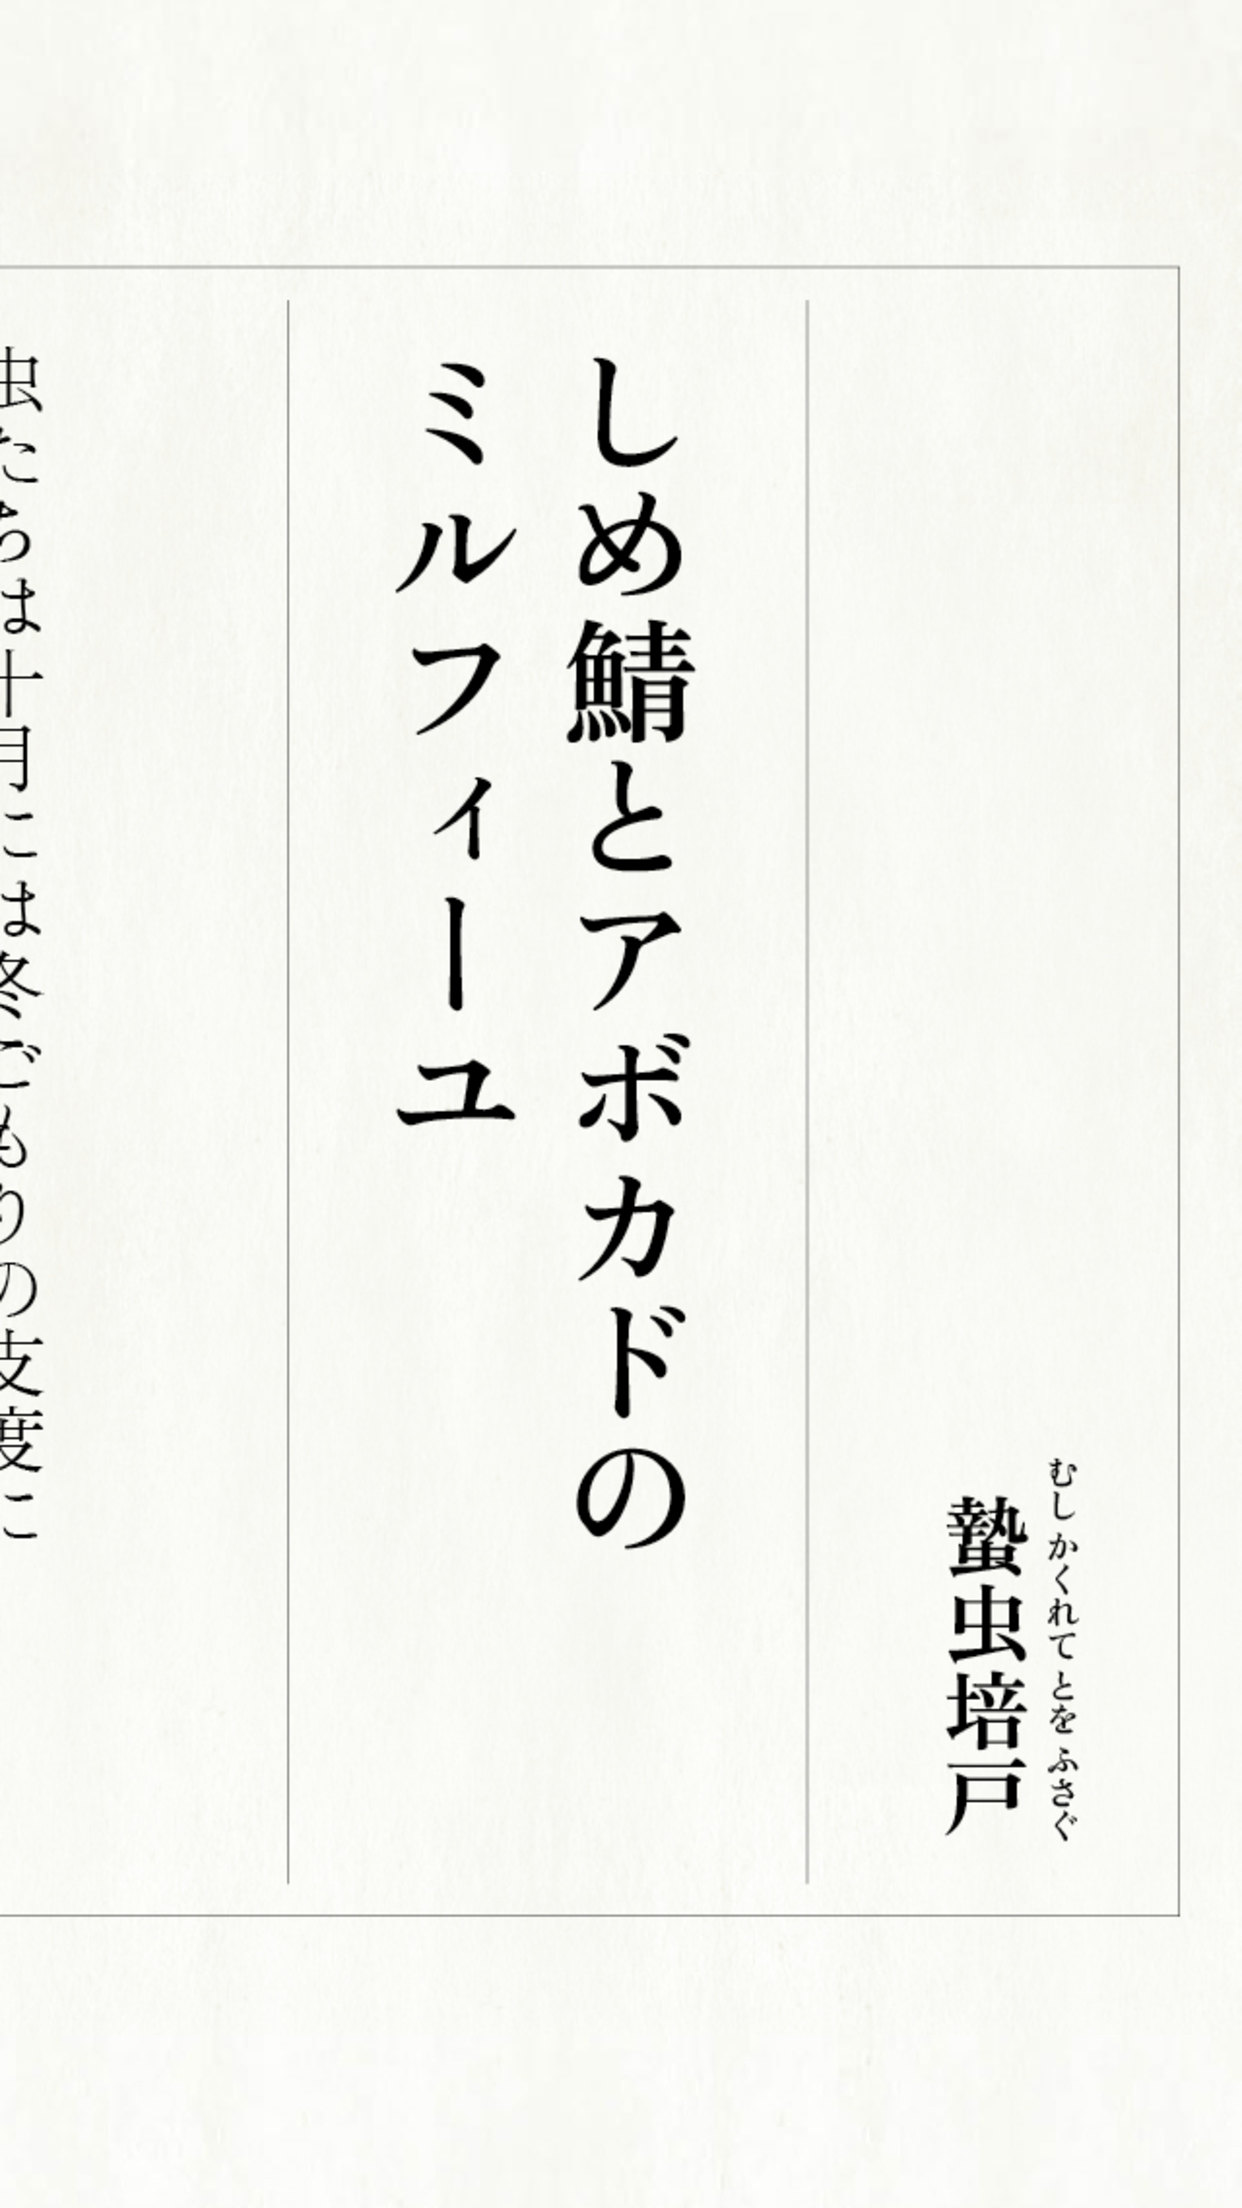 むし かくれて とを ふさぐ
蟄虫培戸
しめ鯖とアボカドの
ミルフィーユ
虫たちは十月には冬ごもりの支度に